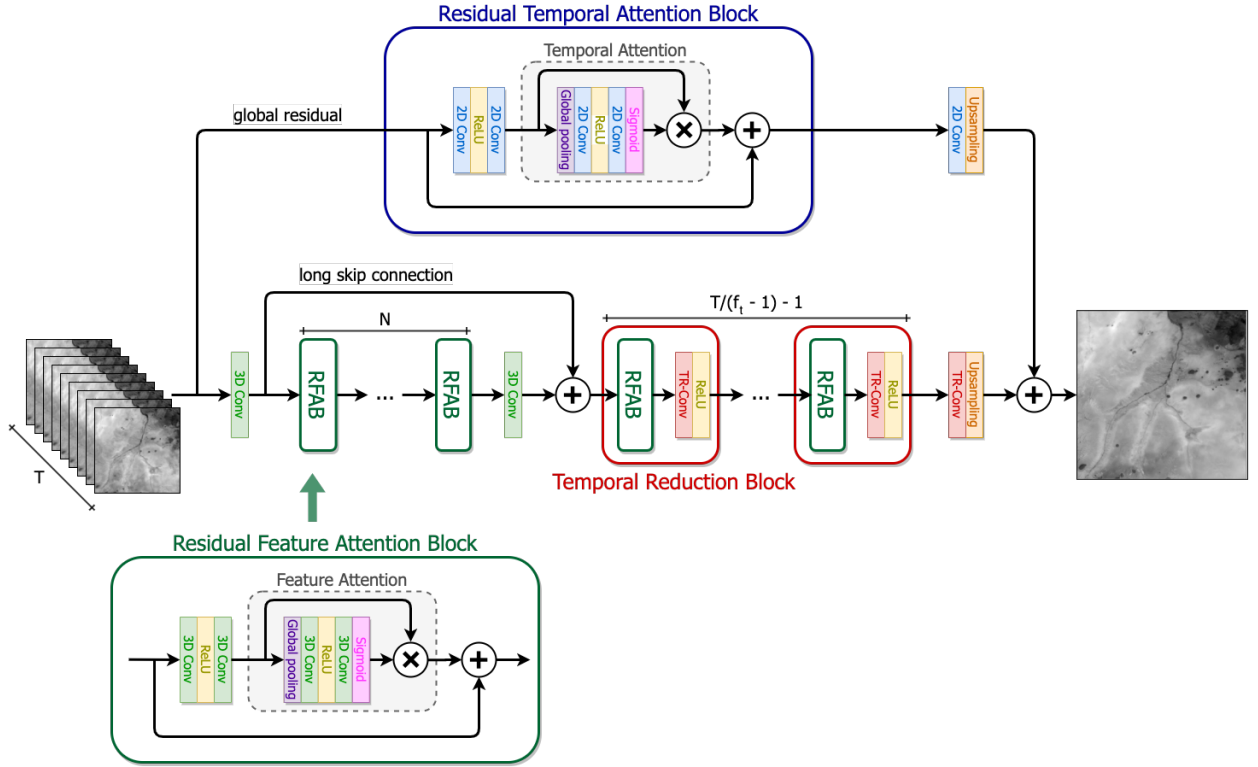 Residual Temporal Attention Block
Temporal Attention
global residual
2D Conv
ReLU
2D Conv
Global pooling
2D Conv
ReLU
2D Conv
Sigmoid
×
+
2D Conv
Upsampling
long skip connection
N
T/(fₜ - 1) - 1
T
3D Conv
RFAB
...
RFAB
3D Conv
+
RFAB
TR-Conv
ReLU
...
RFAB
TR-Conv
ReLU
TR-Conv
Upsampling
+
Temporal Reduction Block
Residual Feature Attention Block
Feature Attention
3D Conv
ReLU
3D Conv
Global pooling
3D Conv
ReLU
3D Conv
Sigmoid
×
+